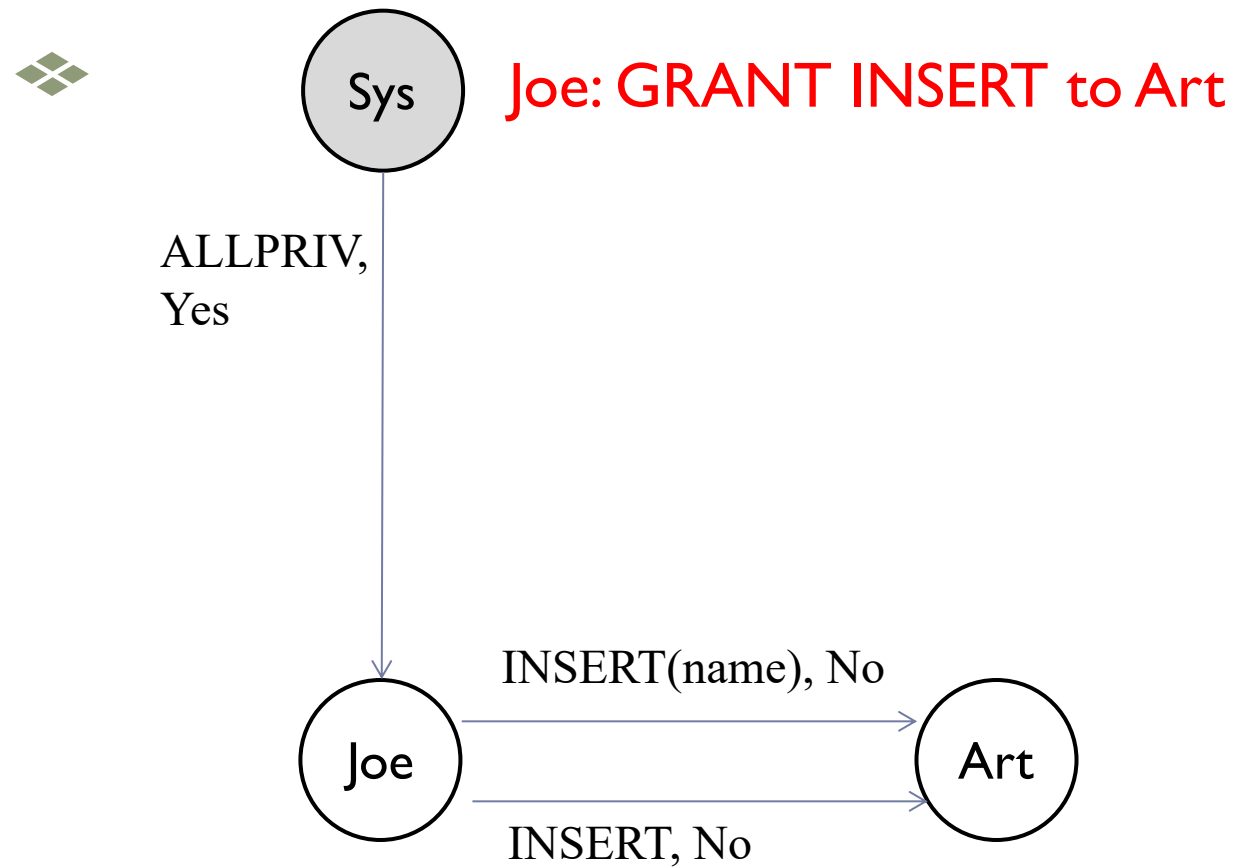 Sys
Joe: GRANT INSERT to Art
ALLPRIV,
Yes
INSERT(name), No
Joe
Art
INSERT, No